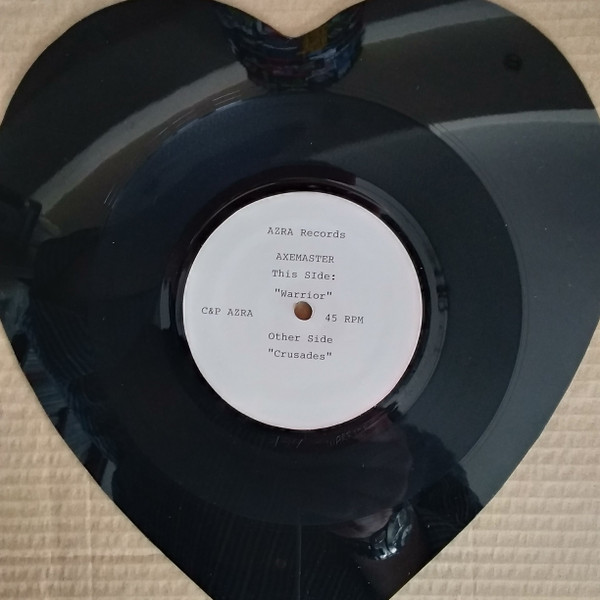 AZRA Records
AXEMASTER
This SIde:
"Warrior"
C&P AZRA 45 RPM
Other Side
"Crusades"